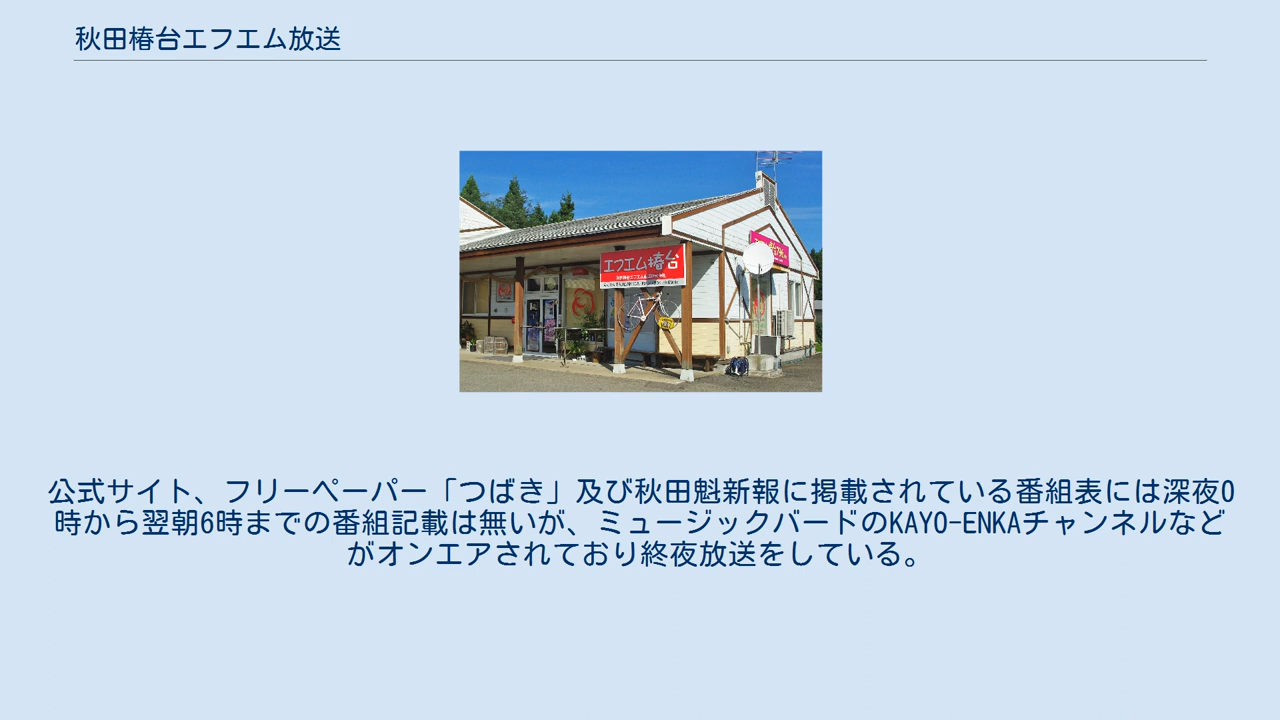 秋田椿台エフエム放送
エフエム椿台
公式サイト、フリーペーパー「つばき」及び秋田魁新報に掲載されている番組表には深夜0
時から翌朝6時までの番組記載は無いが、ミュージックバードのKAYO-ENKAチャンネルなど
がオンエアされており終夜放送をしている。